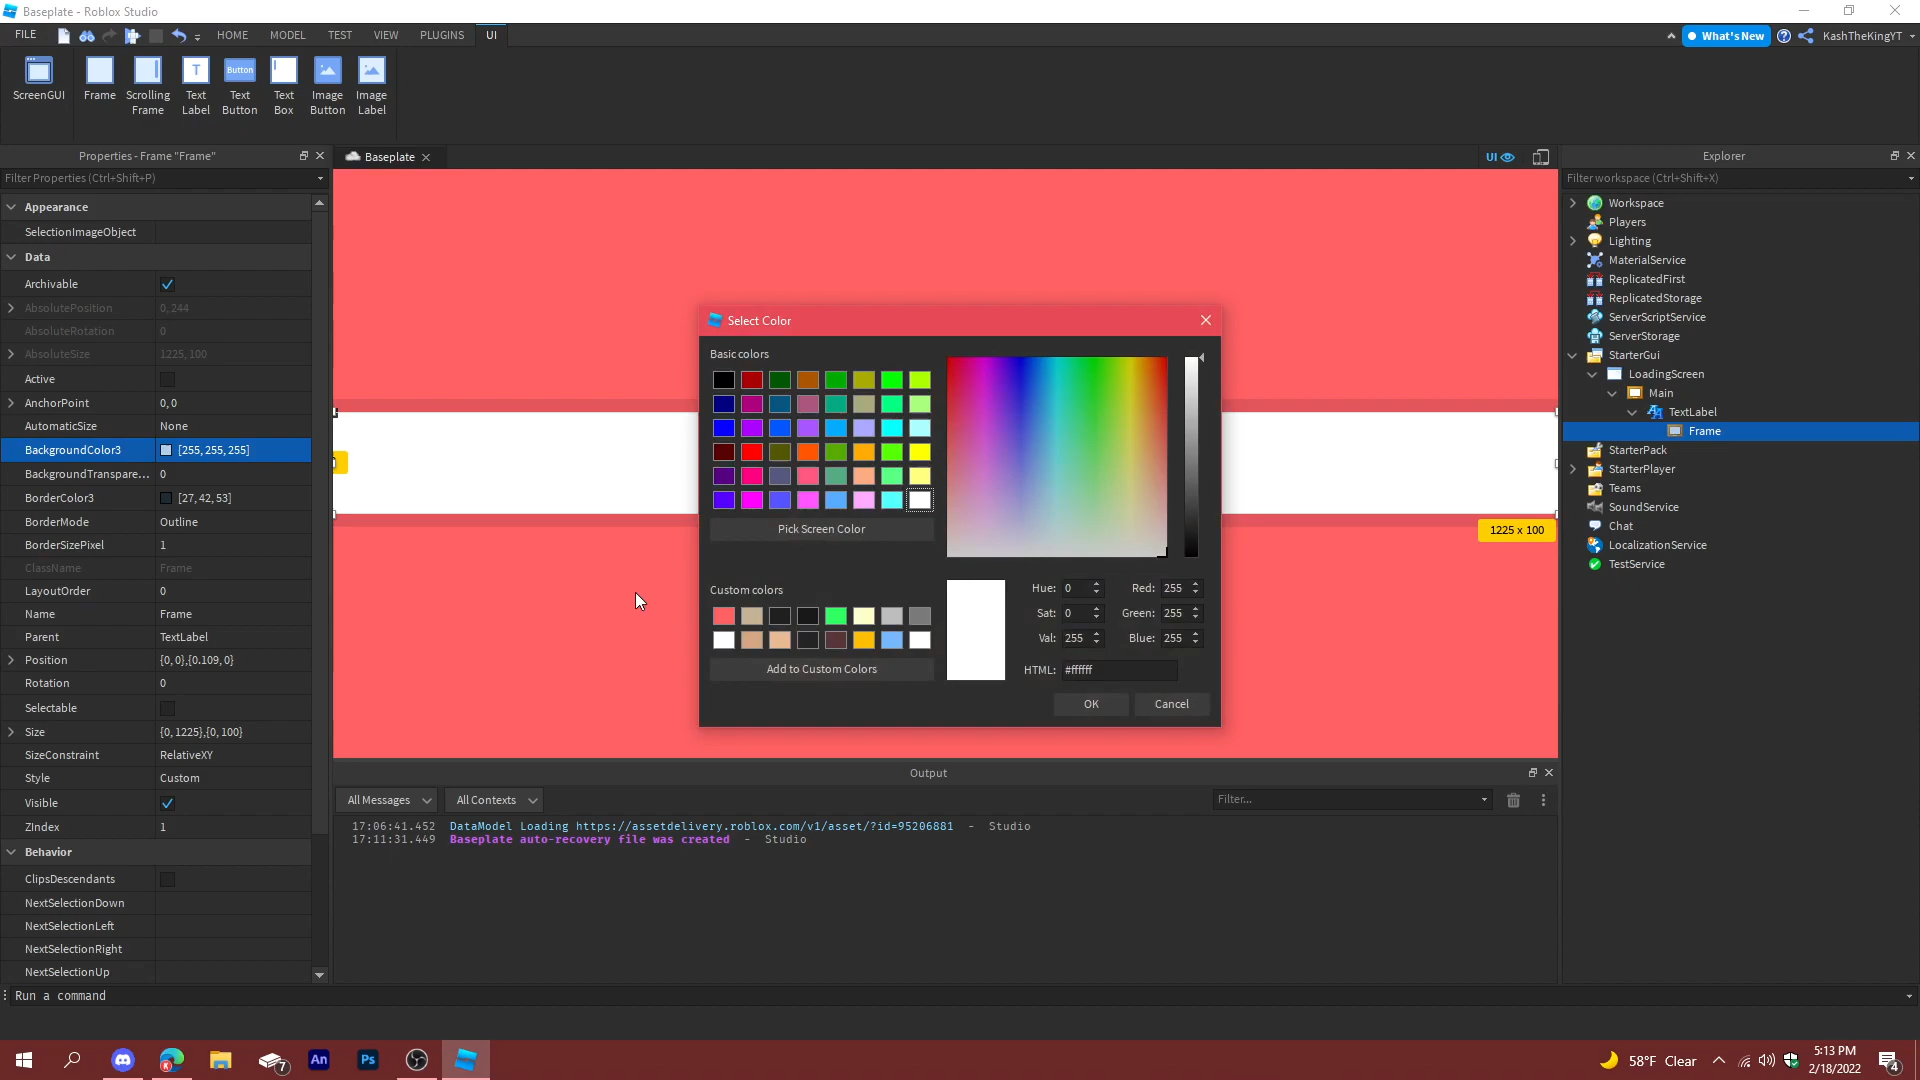 Baseplate - Roblox Studio
FILE HOME MODEL TEST VIEW PLUGINS UI What's New KashTheKingYT
ScreenGUI Frame Scrolling Frame Text Label Text Button Text Box Image Button Image Label
Button
T
Properties - Frame "Frame"
Filter Properties (Ctrl+Shift+P)
Appearance
SelectionImageObject
Data
Archivable
AbsolutePosition 0, 244
AbsoluteRotation 0
AbsoluteSize 1225, 100
Active
AnchorPoint 0, 0
AutomaticSize None
BackgroundColor3 [255, 255, 255]
BackgroundTranspare... 0
BorderColor3 [27, 42, 53]
BorderMode Outline
BorderSizePixel 1
ClassName Frame
LayoutOrder 0
Name Frame
Parent TextLabel
Position {0, 0},{0.109, 0}
Rotation 0
Selectable
Size {0, 1225},{0, 100}
SizeConstraint RelativeXY
Style Custom
Visible
ZIndex 1
Behavior
ClipsDescendants
NextSelectionDown
NextSelectionLeft
NextSelectionRight
NextSelectionUp
Baseplate
UI
1225 x 100
Select Color
Basic colors
Pick Screen Color
Custom colors
Add to Custom Colors
Hue: 0 Red: 255
Sat: 0 Green: 255
Val: 255 Blue: 255
HTML: #ffffff
OK Cancel
Output
All Messages All Contexts Filter...
17:06:41.452 DataModel Loading https://assetdelivery.roblox.com/v1/asset/?id=95206881 - Studio
17:11:31.449 Baseplate auto-recovery file was created - Studio
Explorer
Filter workspace (Ctrl+Shift+X)
Workspace
Players
Lighting
MaterialService
ReplicatedFirst
ReplicatedStorage
ServerScriptService
ServerStorage
StarterGui
LoadingScreen
Main
TextLabel
Frame
StarterPack
StarterPlayer
Teams
SoundService
Chat
LocalizationService
TestService
Run a command
7 An Ps
58°F Clear
5:13 PM
2/18/2022
4